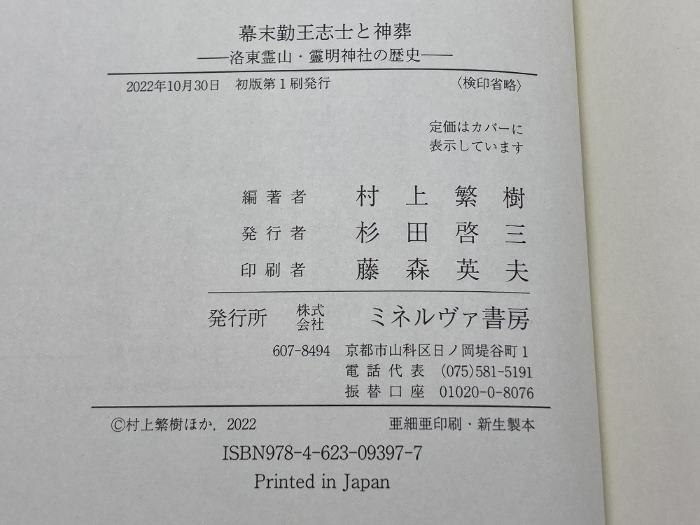 幕末勤王志士と神葬
──洛東霊山・靈明神社の歴史──
2022年10月30日　初版第1刷発行　〈検印省略〉
定価はカバーに
表示しています
編著者　村上繁樹
発行者　杉田啓三
印刷者　藤森英夫
発行所　株式会社　ミネルヴァ書房
607-8494　京都市山科区日ノ岡堤谷町1
電話代表　(075)581-5191
振替口座　01020-0-8076
©村上繁樹ほか, 2022　亜細亜印刷・新生製本
ISBN978-4-623-09397-7
Printed in Japan